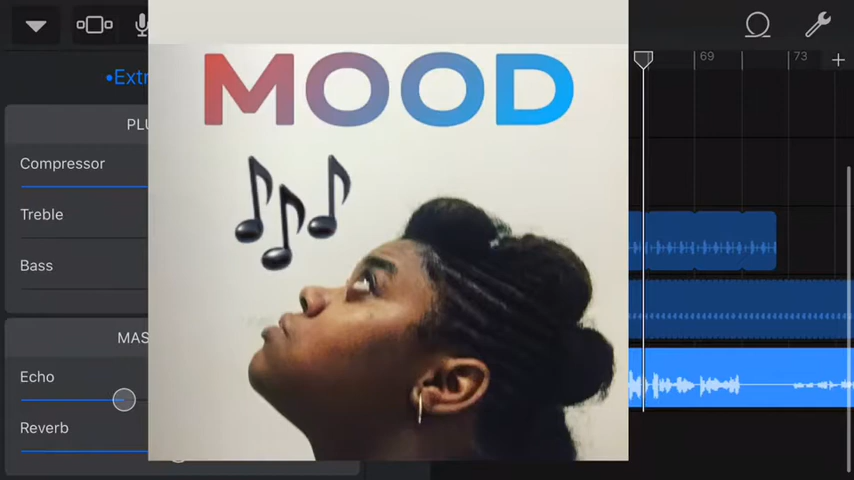 MOOD
•Extr
PLU
Compressor
Treble
Bass
MAS
Echo
Reverb
69
73